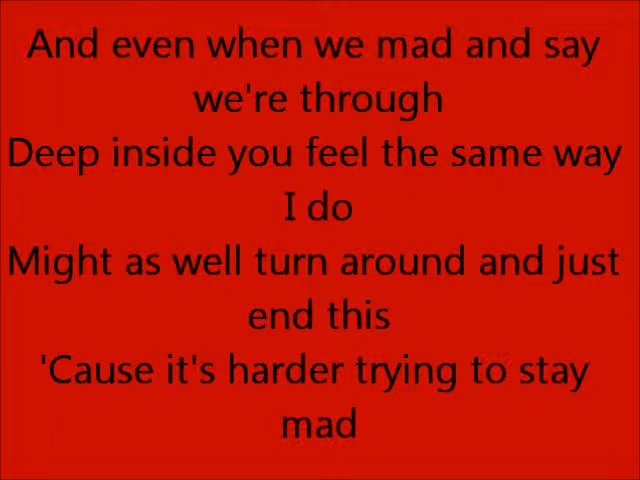 And even when we mad and say
we're through
Deep inside you feel the same way
I do
Might as well turn around and just
end this
'Cause it's harder trying to stay
mad